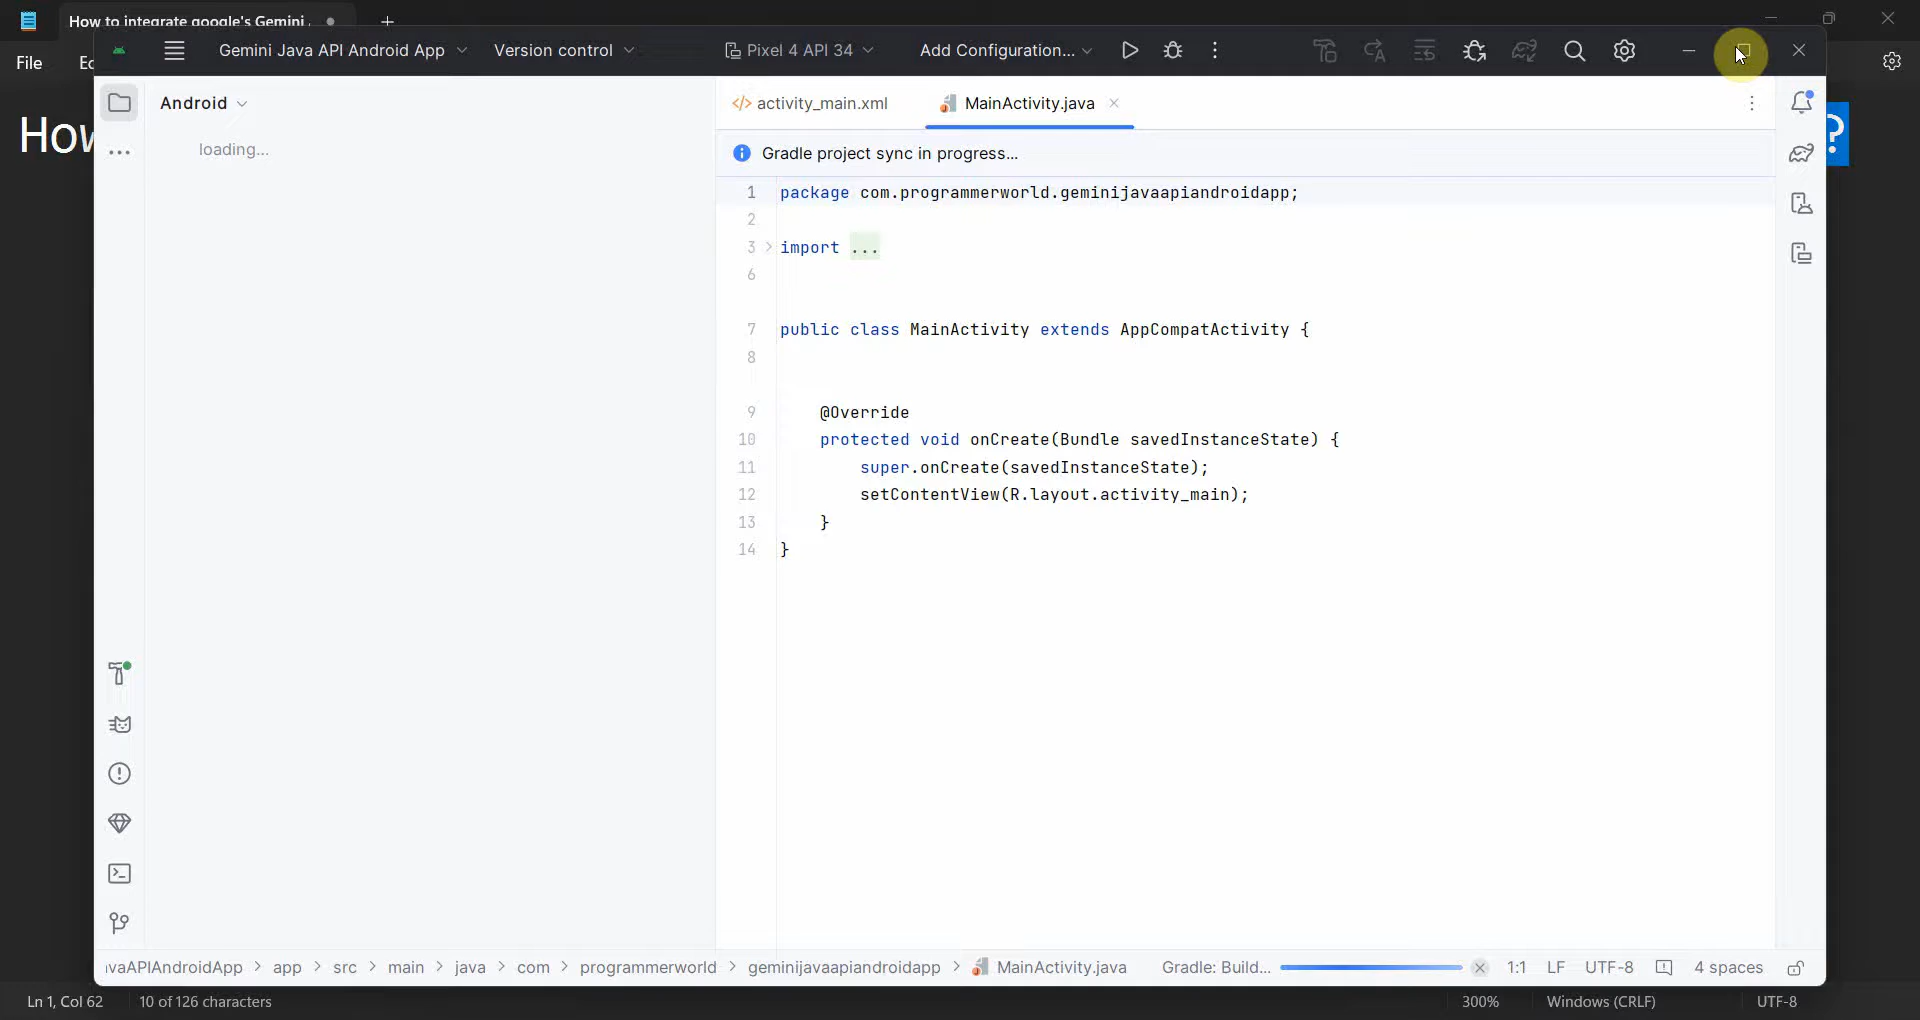 How to integrate google's Gemini
File
How
?
Gemini Java API Android App
Version control
Pixel 4 API 34
Add Configuration...
Android
loading...
</> activity_main.xml
MainActivity.java
Gradle project sync in progress...
1 package com.programmerworld.geminijavaapiandroidapp;
2
3 import ...
6
7 public class MainActivity extends AppCompatActivity {
8
9 @Override
10 protected void onCreate(Bundle savedInstanceState) {
11 super.onCreate(savedInstanceState);
12 setContentView(R.layout.activity_main);
13 }
14 }
vaAPIAndroidApp > app > src > main > java > com > programmerworld > geminijavaapiandroidapp > MainActivity.java
Gradle: Build...
1:1 LF UTF-8 4 spaces
Ln 1, Col 62
10 of 126 characters
300%
Windows (CRLF)
UTF-8